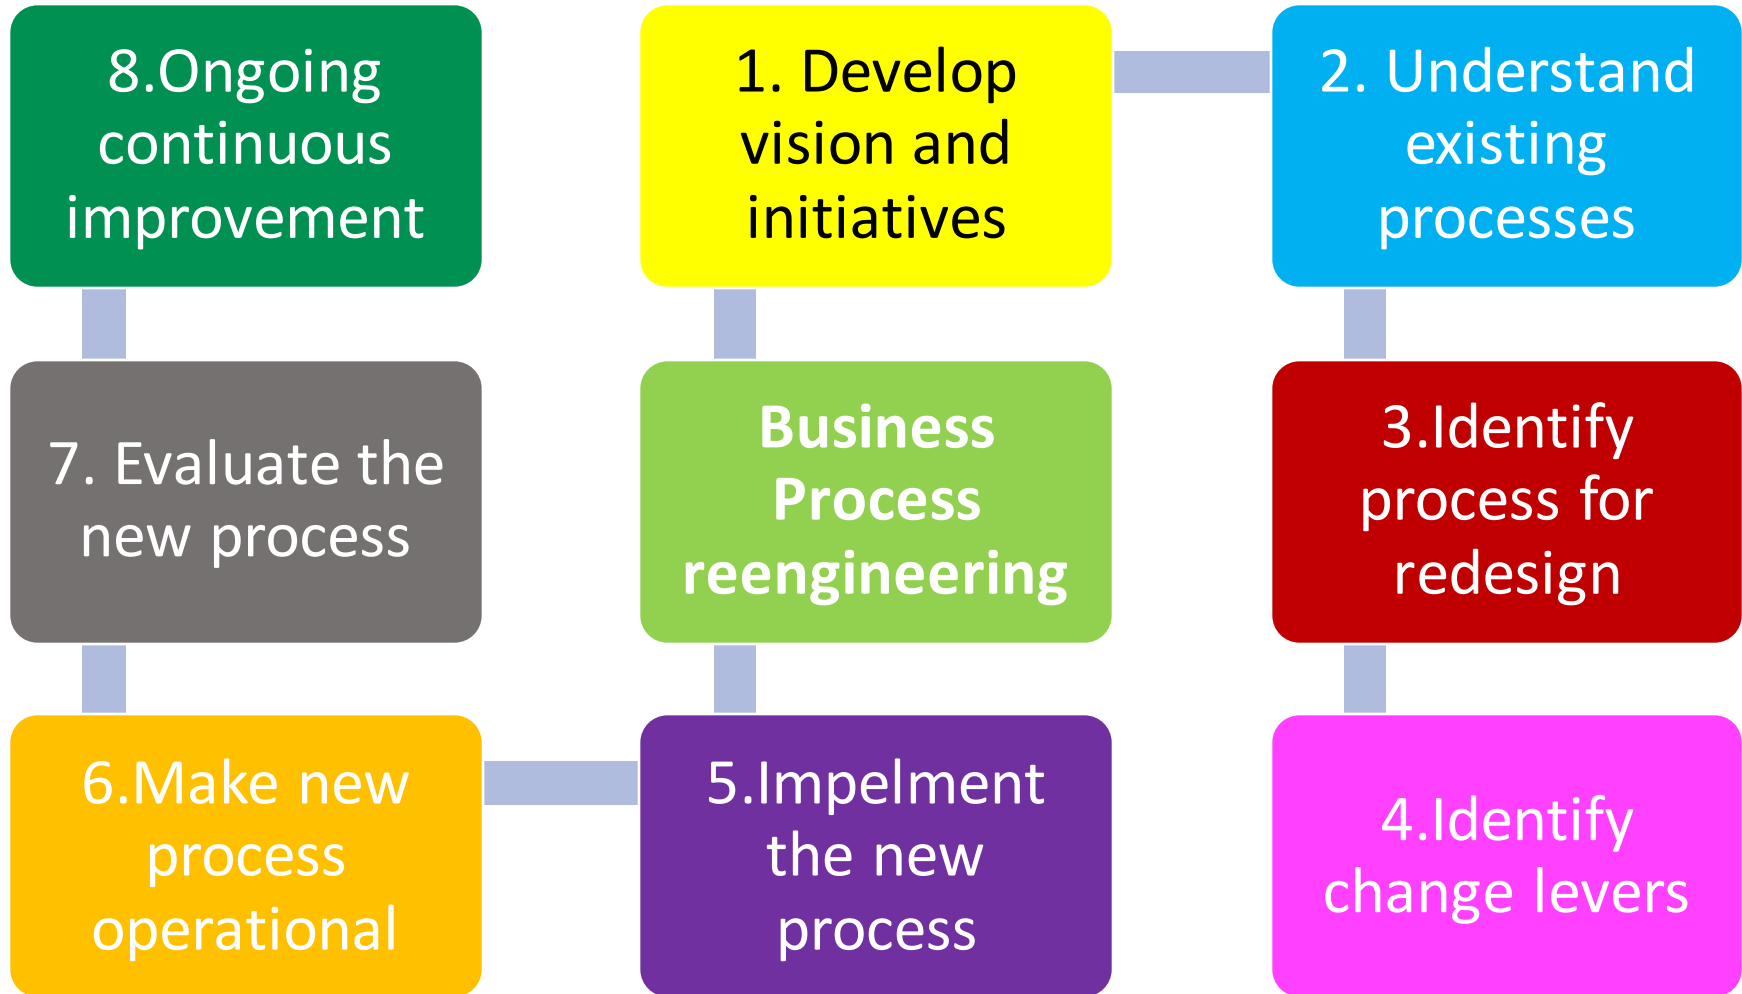 8.Ongoing
continuous
improvement
1. Develop
vision and
initiatives
2. Understand
existing
processes
7. Evaluate the
new process
Business
Process
reengineering
3.Identify
process for
redesign
6.Make new
process
operational
5.Impelment
the new
process
4.Identify
change levers